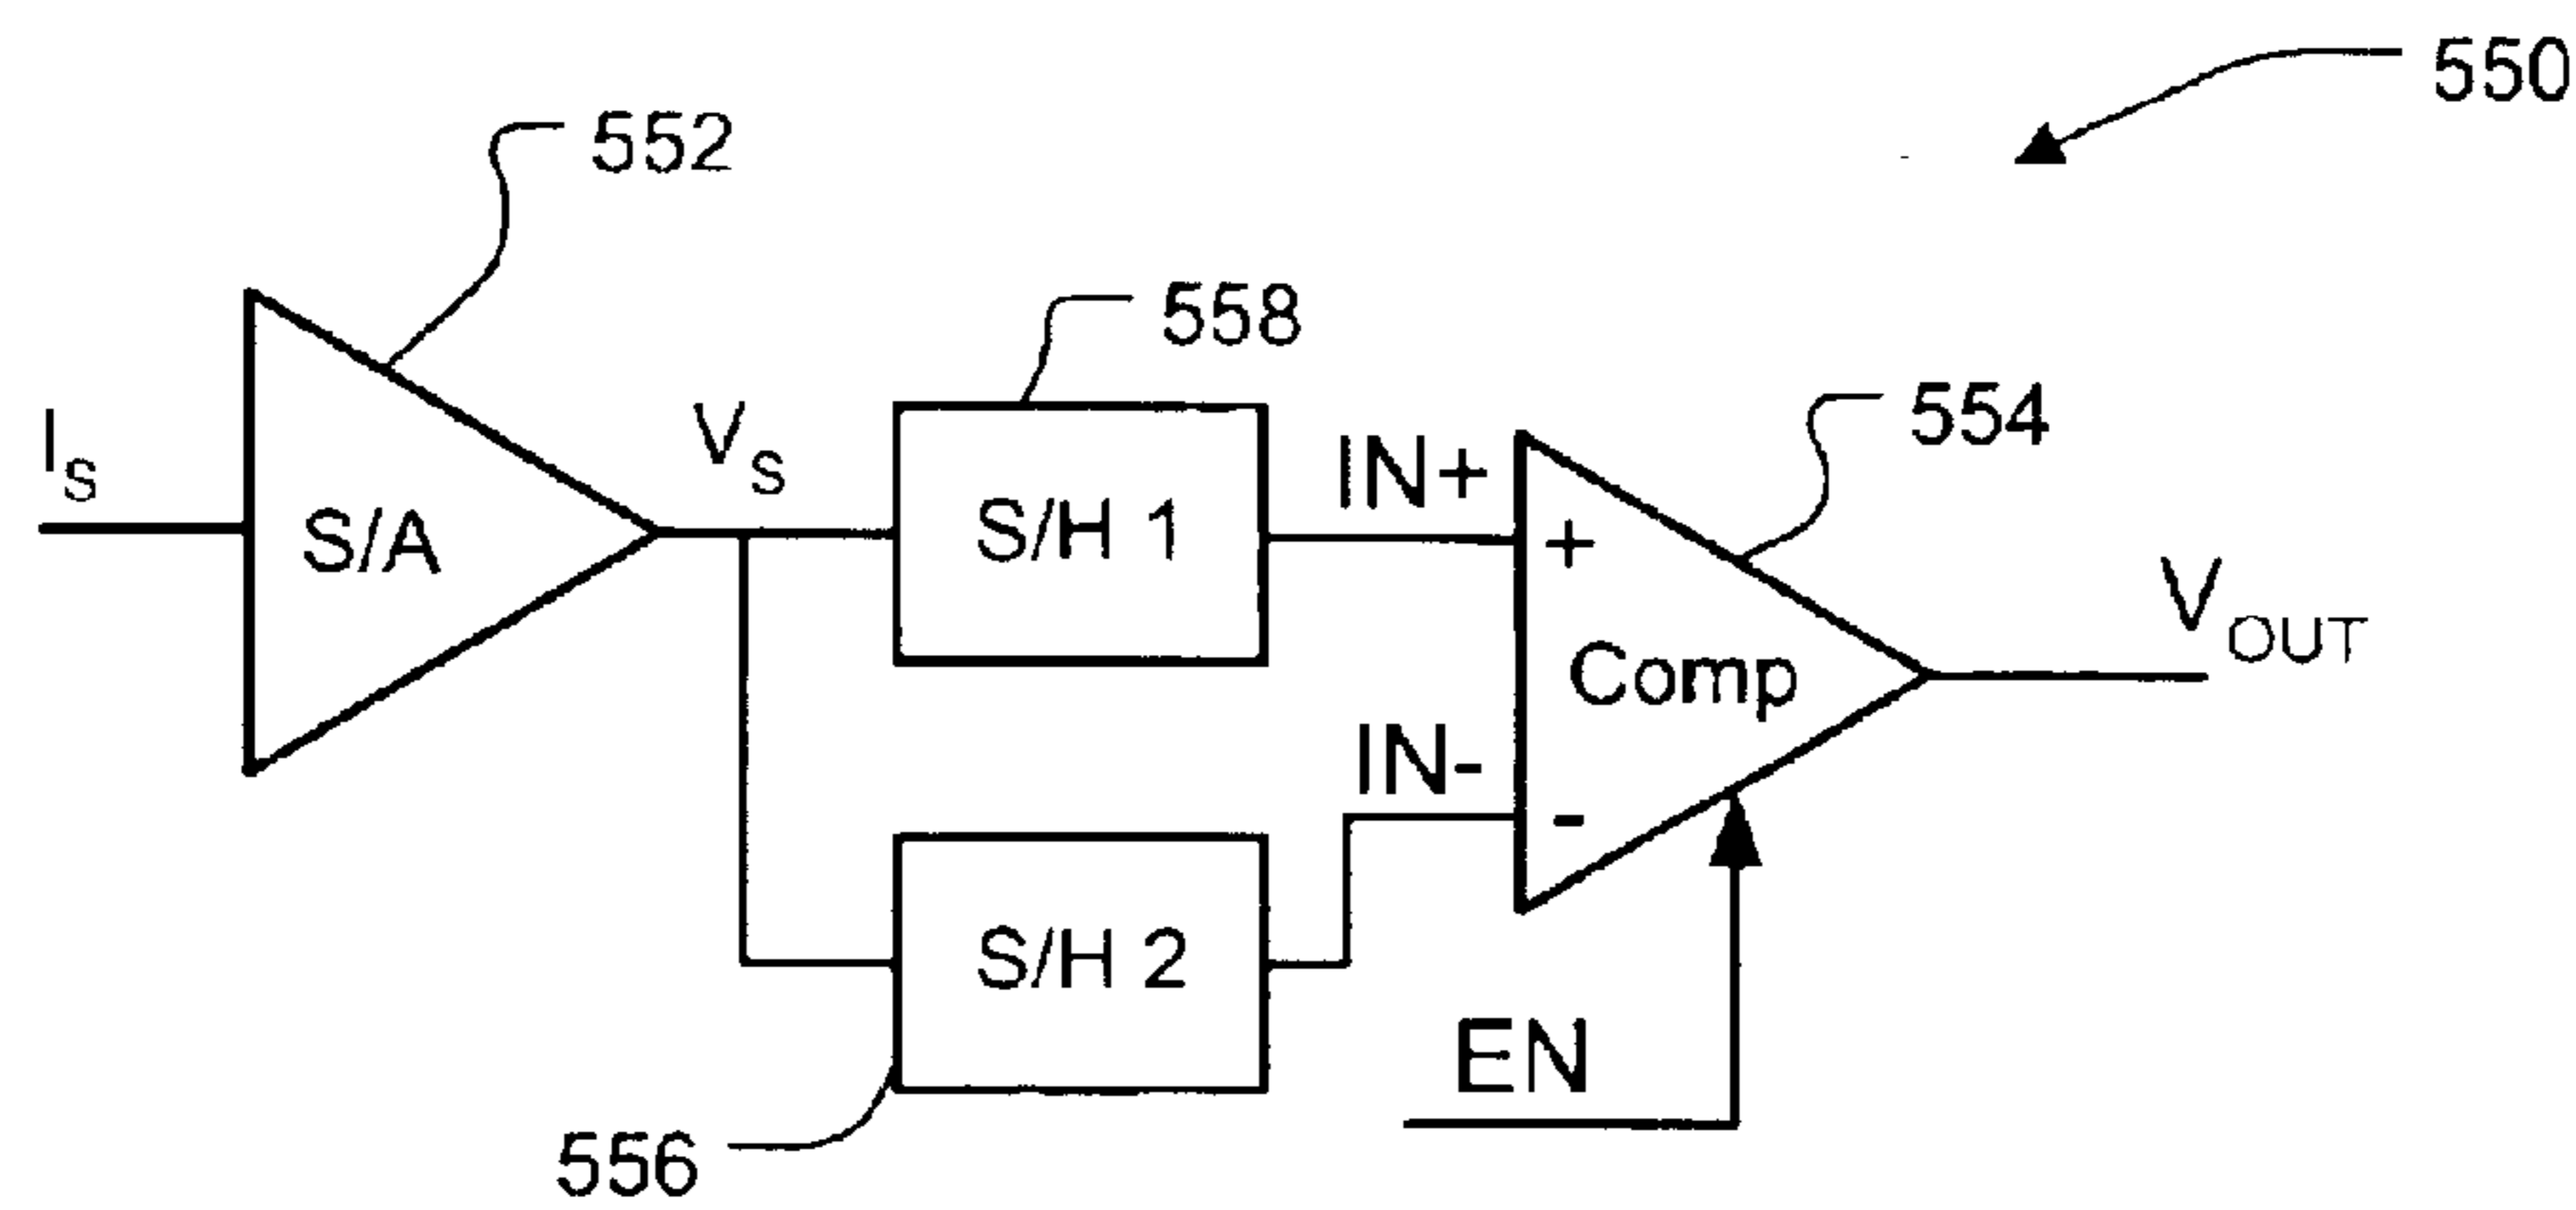 550
552
558
554
I_S
S/A
V_S
S/H 1
IN+
+
Comp
V_OUT
IN-
-
S/H 2
EN
556